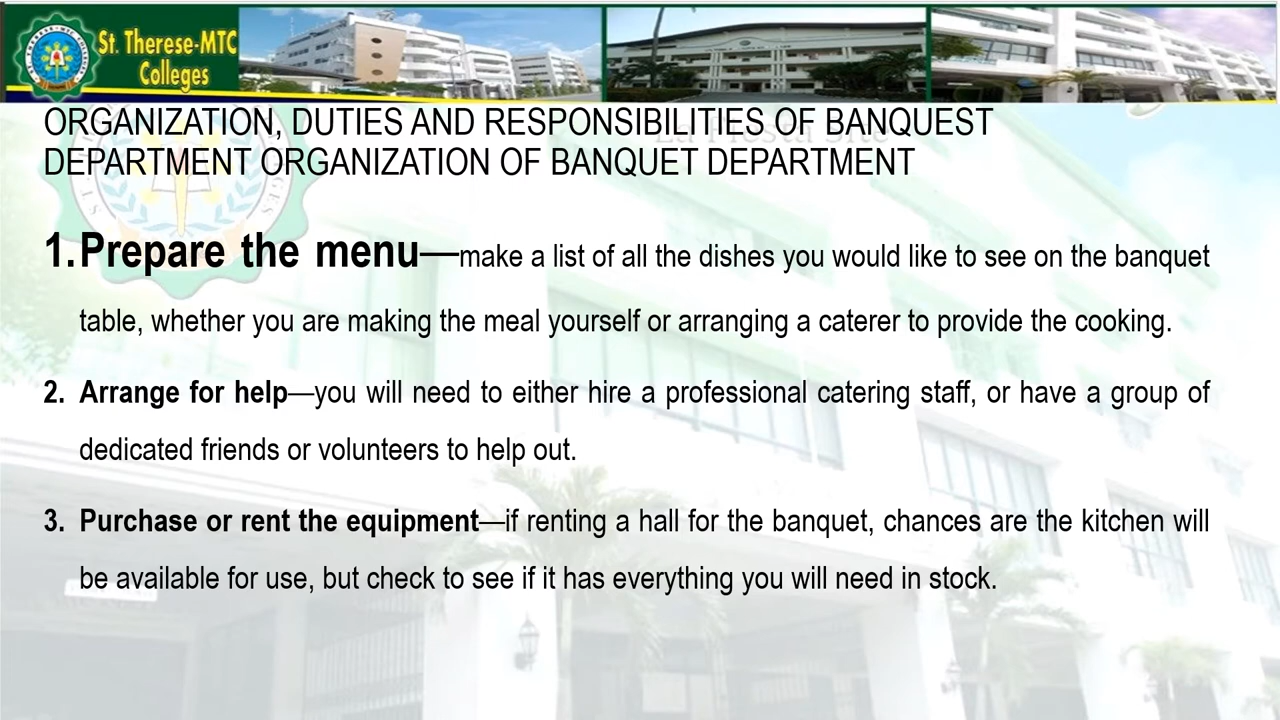 St. Therese-MTC
Colleges
ORGANIZATION, DUTIES AND RESPONSIBILITIES OF BANQUEST
DEPARTMENT ORGANIZATION OF BANQUET DEPARTMENT
1. Prepare the menu—make a list of all the dishes you would like to see on the banquet
table, whether you are making the meal yourself or arranging a caterer to provide the cooking.
2. Arrange for help—you will need to either hire a professional catering staff, or have a group of
dedicated friends or volunteers to help out.
3. Purchase or rent the equipment—if renting a hall for the banquet, chances are the kitchen will
be available for use, but check to see if it has everything you will need in stock.